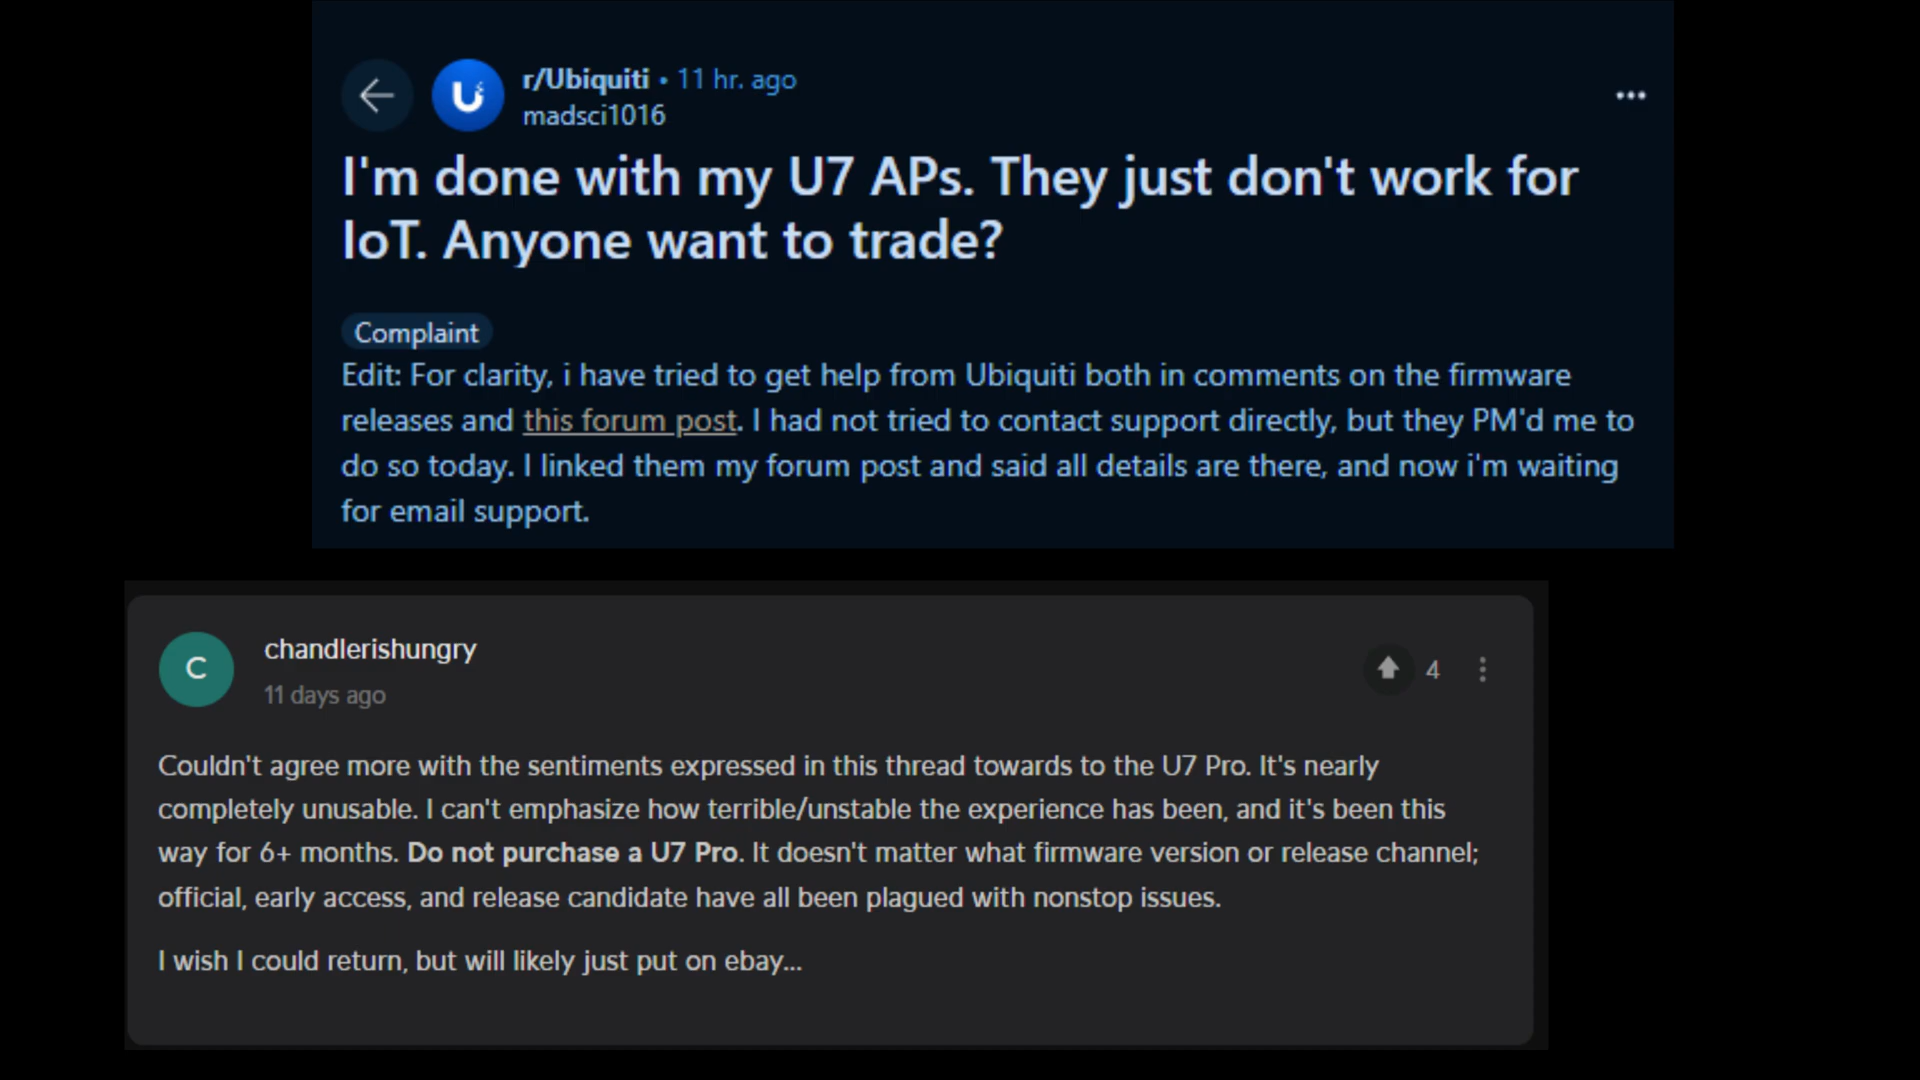 r/Ubiquiti • 11 hr. ago
madsci1016
I'm done with my U7 APs. They just don't work for
IoT. Anyone want to trade?
Complaint
Edit: For clarity, i have tried to get help from Ubiquiti both in comments on the firmware
releases and this forum post. I had not tried to contact support directly, but they PM'd me to
do so today. I linked them my forum post and said all details are there, and now i'm waiting
for email support.
C
chandlerishungry
11 days ago
4
Couldn't agree more with the sentiments expressed in this thread towards to the U7 Pro. It's nearly
completely unusable. I can't emphasize how terrible/unstable the experience has been, and it's been this
way for 6+ months. Do not purchase a U7 Pro. It doesn't matter what firmware version or release channel;
official, early access, and release candidate have all been plagued with nonstop issues.
I wish I could return, but will likely just put on ebay...